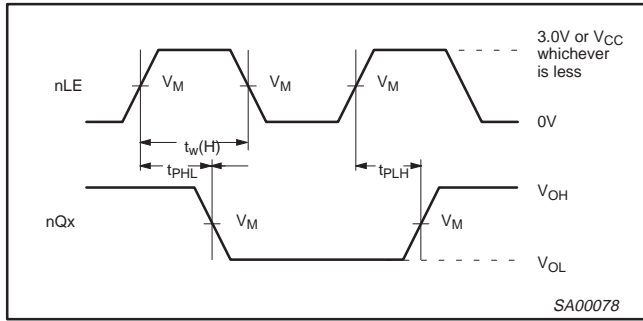 3.0V or VCC
whichever
is less
nLE
VM
VM
VM
0V
tw(H)
tPHL
tPLH
VOH
nQx
VM
VM
VOL
SA00078